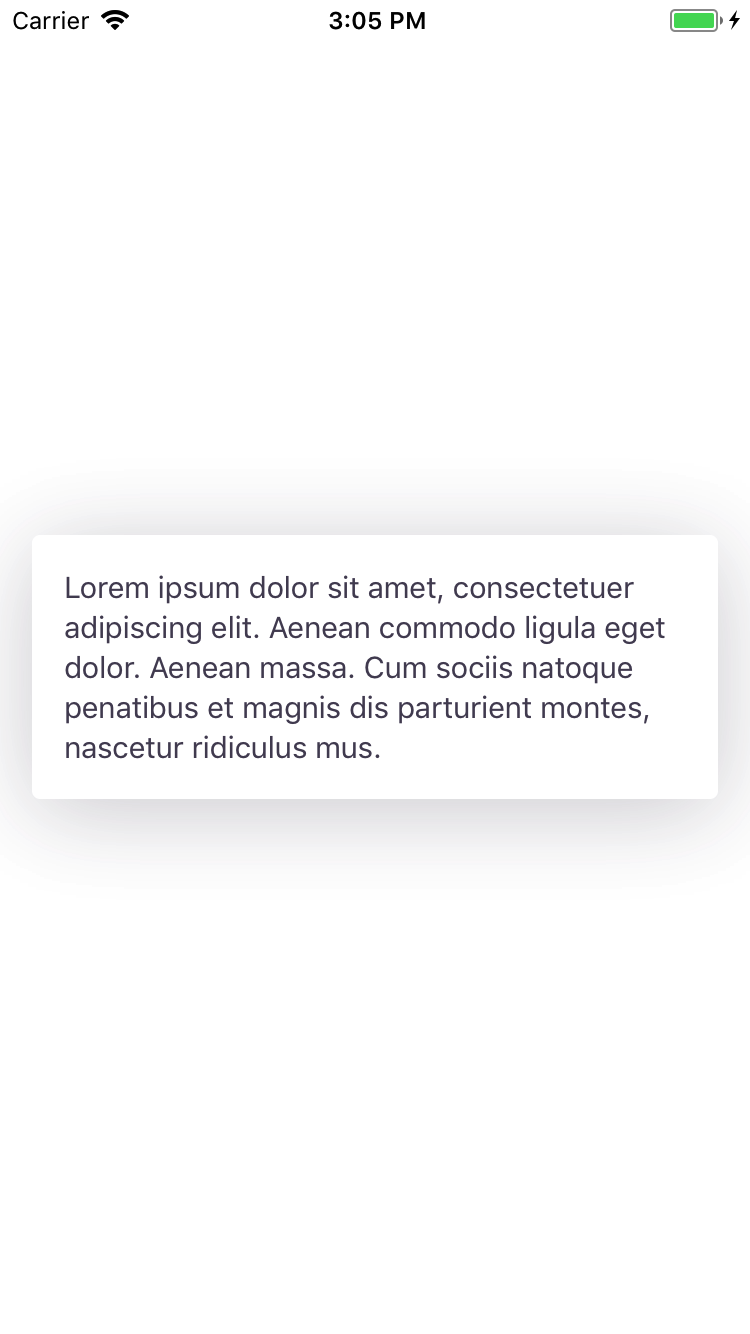 Carrier 3:05 PM
Lorem ipsum dolor sit amet, consectetuer
adipiscing elit. Aenean commodo ligula eget
dolor. Aenean massa. Cum sociis natoque
penatibus et magnis dis parturient montes,
nascetur ridiculus mus.